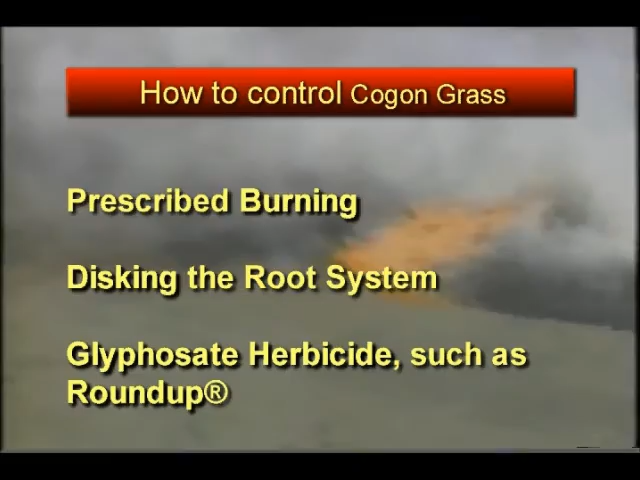 How to control Cogon Grass
Prescribed Burning
Disking the Root System
Glyphosate Herbicide, such as
Roundup®